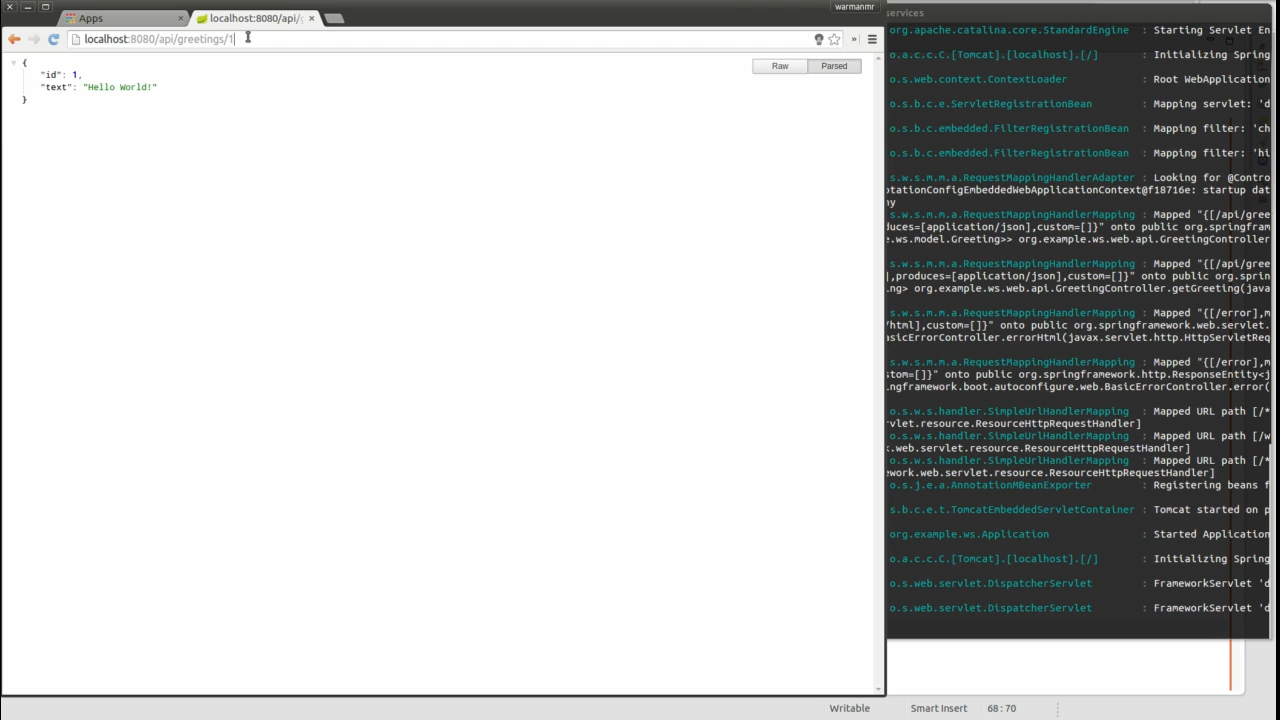 warmanmr
Apps
localhost:8080/api/g
localhost:8080/api/greetings/1
{
"id": 1,
"text": "Hello World!"
}
Raw
Parsed
services
org.apache.catalina.core.StandardEngine : Starting Servlet En
o.a.c.c.C.[Tomcat].[localhost].[/] : Initializing Spring
o.s.web.context.ContextLoader : Root WebApplication
o.s.b.c.e.ServletRegistrationBean : Mapping servlet: 'd
o.s.b.c.embedded.FilterRegistrationBean : Mapping filter: 'ch
o.s.b.c.embedded.FilterRegistrationBean : Mapping filter: 'hi
s.w.s.m.m.a.RequestMappingHandlerAdapter : Looking for @Contro
otationConfigEmbeddedWebApplicationContext@f18716e: startup dat
ny
s.w.s.m.m.a.RequestMappingHandlerMapping : Mapped "{[/api/gree
duces=[application/json],custom=[]}" onto public org.springfram
e.ws.model.Greeting>> org.example.ws.web.api.GreetingController
s.w.s.m.m.a.RequestMappingHandlerMapping : Mapped "{[/api/gree
],produces=[application/json],custom=[]}" onto public org.sprin
ng> org.example.ws.web.api.GreetingController.getGreeting(java
s.w.s.m.m.a.RequestMappingHandlerMapping : Mapped "{[/error],m
/html],custom=[]}" onto public org.springframework.web.servlet.
asicErrorController.errorHtml(javax.servlet.http.HttpServletReq
s.w.s.m.m.a.RequestMappingHandlerMapping : Mapped "{[/error],m
stom=[]}" onto public org.springframework.http.ResponseEntity<j
ingframework.boot.autoconfigure.web.BasicErrorController.error(
o.s.w.s.handler.SimpleUrlHandlerMapping : Mapped URL path [/*
rvlet.resource.ResourceHttpRequestHandler]
o.s.w.s.handler.SimpleUrlHandlerMapping : Mapped URL path [/w
k.web.servlet.resource.ResourceHttpRequestHandler]
o.s.w.s.handler.SimpleUrlHandlerMapping : Mapped URL path [/*
ework.web.servlet.resource.ResourceHttpRequestHandler]
o.s.j.e.a.AnnotationMBeanExporter : Registering beans f
s.b.c.e.t.TomcatEmbeddedServletContainer : Tomcat started on p
org.example.ws.Application : Started Application
o.a.c.c.C.[Tomcat].[localhost].[/] : Initializing Spring
o.s.web.servlet.DispatcherServlet : FrameworkServlet 'd
o.s.web.servlet.DispatcherServlet : FrameworkServlet 'd
Writable
Smart Insert
68 : 70